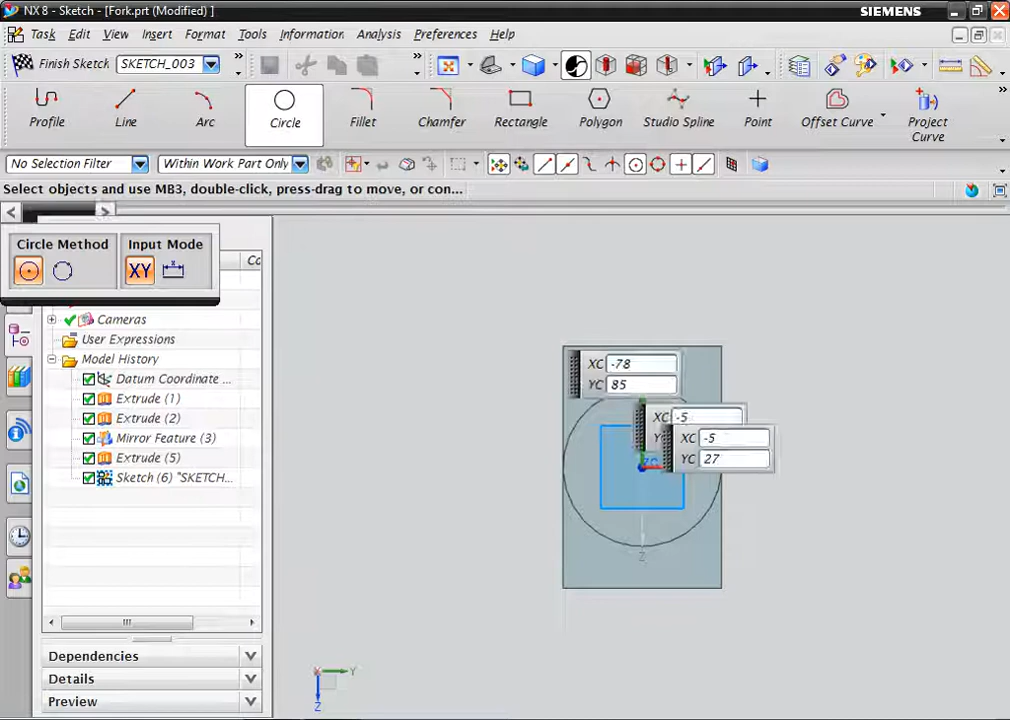 NX 8 - Sketch - [Fork.prt (Modified) ]
SIEMENS
Task Edit View Insert Format Tools Information Analysis Preferences Help
Finish Sketch SKETCH_003
Profile Line Arc Circle Fillet Chamfer Rectangle Polygon Studio Spline Point Offset Curve Project Curve
No Selection Filter Within Work Part Only
Select objects and use MB3, double-click, press-drag to move, or con...
Circle Method Input Mode
XY
Co
Cameras
User Expressions
Model History
Datum Coordinate ...
Extrude (1)
Extrude (2)
Mirror Feature (3)
Extrude (5)
Sketch (6) "SKETCH...
Dependencies
Details
Preview
XC -78
YC 85
XC -5
XC -5
YC 27
Z
X Y
Z